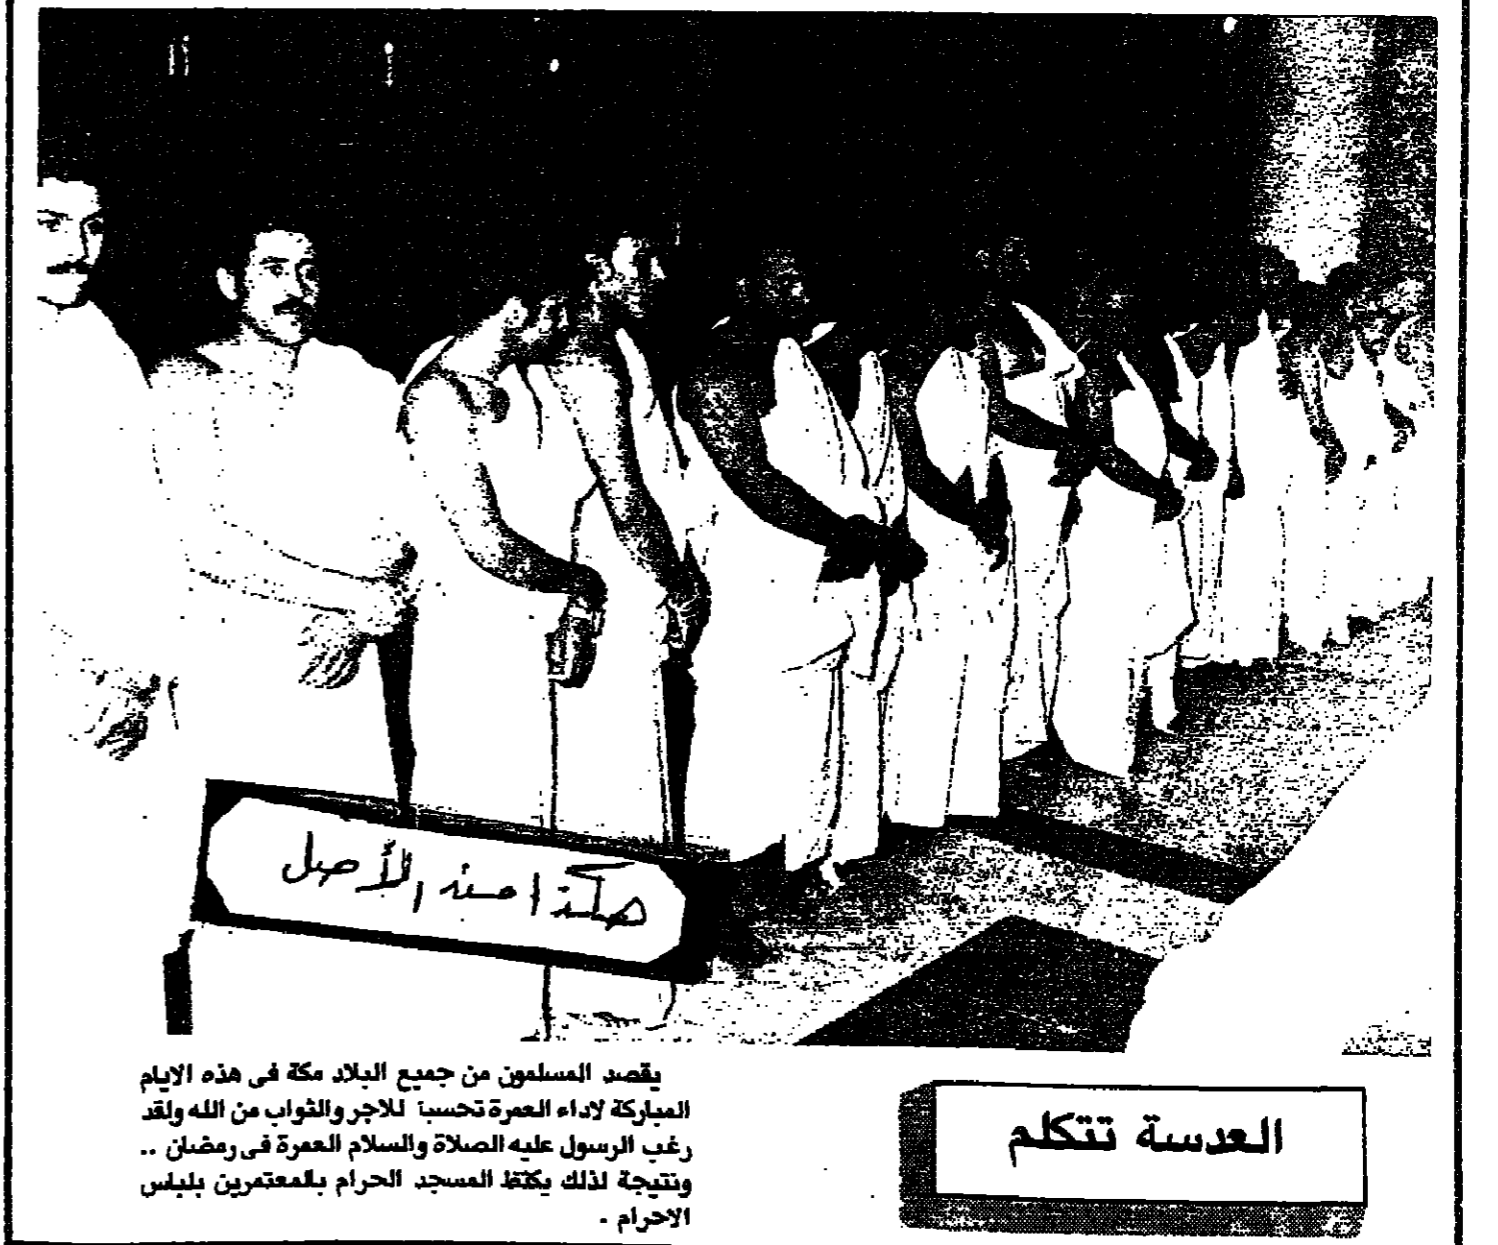 هكذا من الأصل
يقصد المسلمون من جميع البلاد مكة فى هذه الايام
المباركة لاداء العمرة تحسبا للاجر والثواب من الله ولقد
رغب الرسول عليه الصلاة والسلام العمرة فى رمضان ..
ونتيجة لذلك يكتظ المسجد الحرام بالمعتمرين بلباس
الاحرام .
العدسة تتكلم